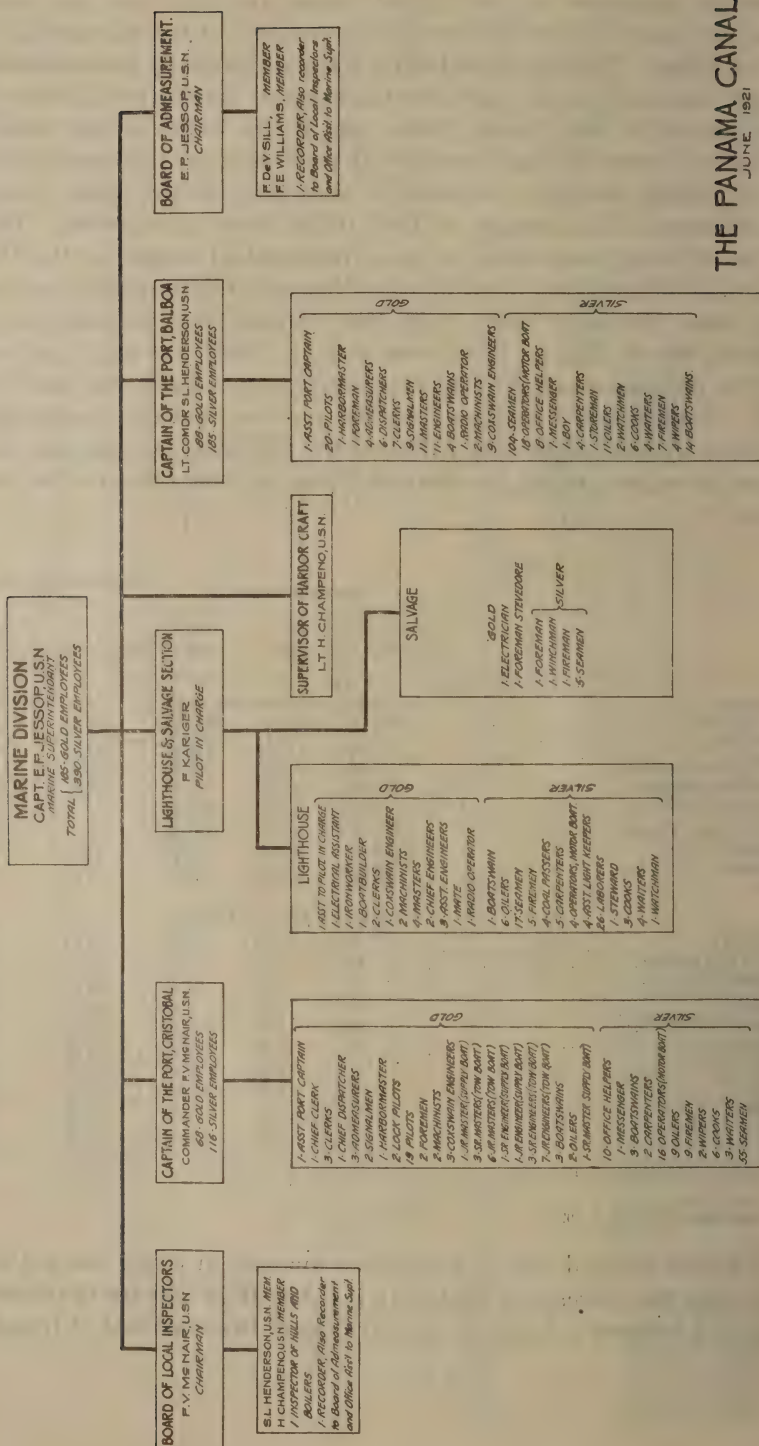 MARINE DIVISION
CAPT. E.P. JESSOP, U.S.N
MARINE SUPERINTENDANT
TOTAL { 185-GOLD EMPLOYEES
390 SILVER EMPLOYEES
BOARD OF LOCAL INSPECTORS
P.V. McNAIR, U.S.N
CHAIRMAN
S.L. HENDERSON, U.S.N. MEM.
H CHAMPENO, U.S.N. MEMBER
1 INSPECTOR OF HULLS AND
BOILERS
1-RECORDER, Also Recorder
to Board of Admeasurement
and Office Ass't to Marine Supt.
CAPTAIN OF THE PORT, CRISTOBAL
COMMANDER P.V. McNAIR, U.S.N.
68 GOLD EMPLOYEES
116-SILVER EMPLOYEES
1-ASST PORT CAPTAIN
1-CHIEF CLERK
3-CLERKS
1-CHIEF DISPATCHER
3-ADMEASURERS
2-SIGNALMEN
1-HARBORMASTER
2-LOCK PILOTS
19 PILOTS
2 FOREMEN
2-MACHINISTS
3-COXSWAIN ENGINEERS
1-JR.MASTER(SUPPLY BOAT)
3-SR.MASTERS(TOW BOAT)
6-JR.MASTERS(TOW BOAT)
1-SR ENGINEER(SUPPLY BOAT)
1-JR ENGINEER(SUPPLY BOAT)
3-SR.ENGINEERS(TOW BOAT)
7-JR.ENGINEERS(TOW BOAT)
3 BOATSWAINS
2-OILERS
1-SR.MASTER SUPPLY BOAT)
GOLD
10-OFFICE HELPERS
1-MESSENGER
3 BOATSWAINS
2 CARPENTERS
16 OPERATORS(MOTOR BOAT)
9 OILERS
9-FIREMEN
2-WIPERS
6-COOKS
3-WAITERS
55-SEAMEN
SILVER
LIGHTHOUSE & SALVAGE SECTION
F KARIGER
PILOT IN CHARGE
LIGHTHOUSE
1 ASST TO PILOT IN CHARGE
1 ELECTRICAL ASSISTANT
1-IRONWORKER
1-BOATBUILDER
2-CLERKS
1-COXSWAIN ENGINEER
2 MACHINISTS
4-MASTERS
2-CHIEF ENGINEERS
3-ASST. ENGINEERS
1-MATE
1-RADIO OPERATOR
GOLD
1-BOATSWAIN
6-OILERS
17-SEAMEN
5 FIREMEN
4-COAL PASSERS
5 CARPENTERS
4-OPERATORS, MOTOR BOAT
4-ASST LIGHT KEEPERS
26-LABORERS
1-STEWARD
3-COOKS
4-WAITERS
1-WATCHMAN
SILVER
SALVAGE
GOLD
1-ELECTRICIAN
1-FOREMAN STEVEDORE
1-FOREMAN
1-WINCHMAN
1-FIREMAN
5-SEAMEN
SILVER
SUPERVISOR OF HARBOR CRAFT
LT H. CHAMPENO, U.S.N.
CAPTAIN OF THE PORT, BALBOA
LT COMDR S.L. HENDERSON, USN
88-GOLD EMPLOYEES
185-SILVER EMPLOYEES
1-ASST PORT CAPTAIN
20-PILOTS
1-HARBORMASTER
1 FOREMAN
4-ADMEASURERS
6-DISPATCHERS
7-CLERKS
9-SIGNALMEN
11-MASTERS
11-ENGINEERS
4 BOATSWAINS
1-RADIO OPERATOR
2-MACHINISTS
9-COXSWAIN ENGINEERS
GOLD
104-SEAMEN
18-OPERATORS(MOTOR BOAT
8-OFFICE HELPERS
1-MESSENGER
1-BOY
4-CARPENTERS
1-STOREMAN
11-OILERS
2-WATCHMEN
6-COOKS
4-WAITERS
7-FIREMEN
4-WIPERS
14-BOATSWAINS
SILVER
BOARD OF ADMEASUREMENT.
E.P. JESSOP, U.S.N.
CHAIRMAN
F. DeV SILL, MEMBER
F.E WILLIAMS, MEMBER
1-RECORDER, Also recorder
to Board of Local Inspectors
and Office Ass't to Marine Supt.
THE PANAMA CANAL
JUNE 1921